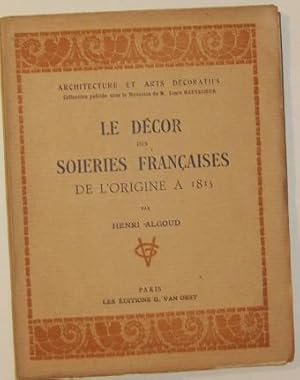 ARCHITECTURE ET ARTS DÉCORATIFS
Collection publiée sous la Direction de M. Louis HAUTECŒUR
LE DÉCOR
DES
SOIERIES FRANÇAISES
DE L'ORIGINE A 1815
PAR
HENRI ALGOUD
PARIS
LES ÉDITIONS G. VAN OEST